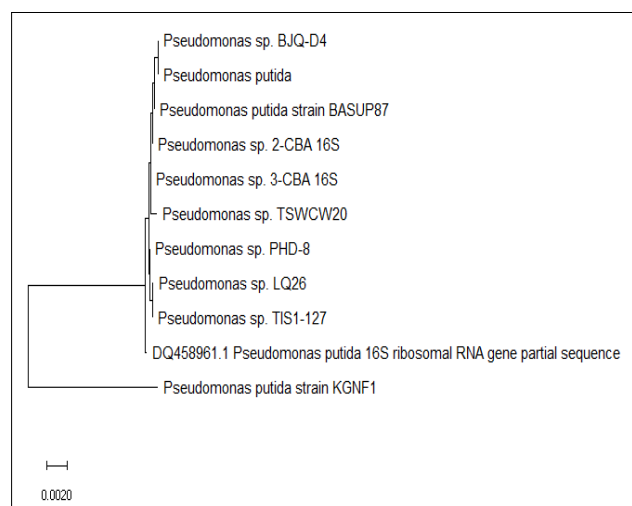 Pseudomonas sp. BJQ-D4
Pseudomonas putida
Pseudomonas putida strain BASUP87
Pseudomonas sp. 2-CBA 16S
Pseudomonas sp. 3-CBA 16S
Pseudomonas sp. TSWCW20
Pseudomonas sp. PHD-8
Pseudomonas sp. LQ26
Pseudomonas sp. TIS1-127
DQ458961.1 Pseudomonas putida 16S ribosomal RNA gene partial sequence
Pseudomonas putida strain KGNF1
0.0020